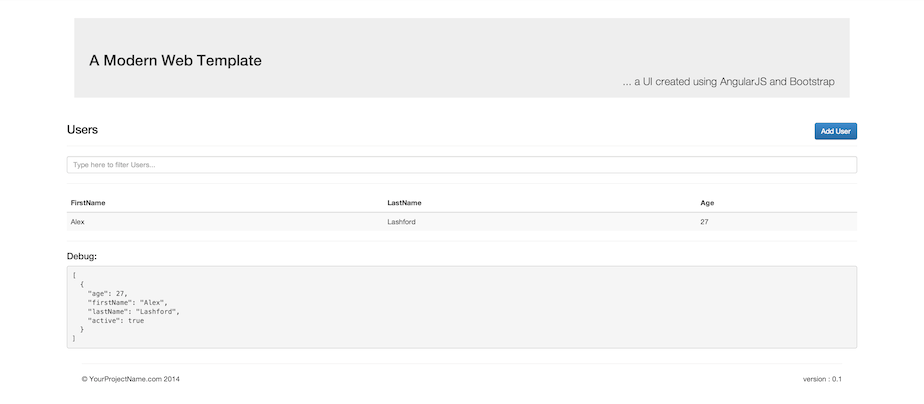 A Modern Web Template
... a UI created using AngularJS and Bootstrap
Users Add User
Type here to filter Users...
FirstName LastName Age
Alex Lashford 27
Debug:
[
{
"age": 27,
"firstName": "Alex",
"lastName": "Lashford",
"active": true
}
]
© YourProjectName.com 2014 version : 0.1